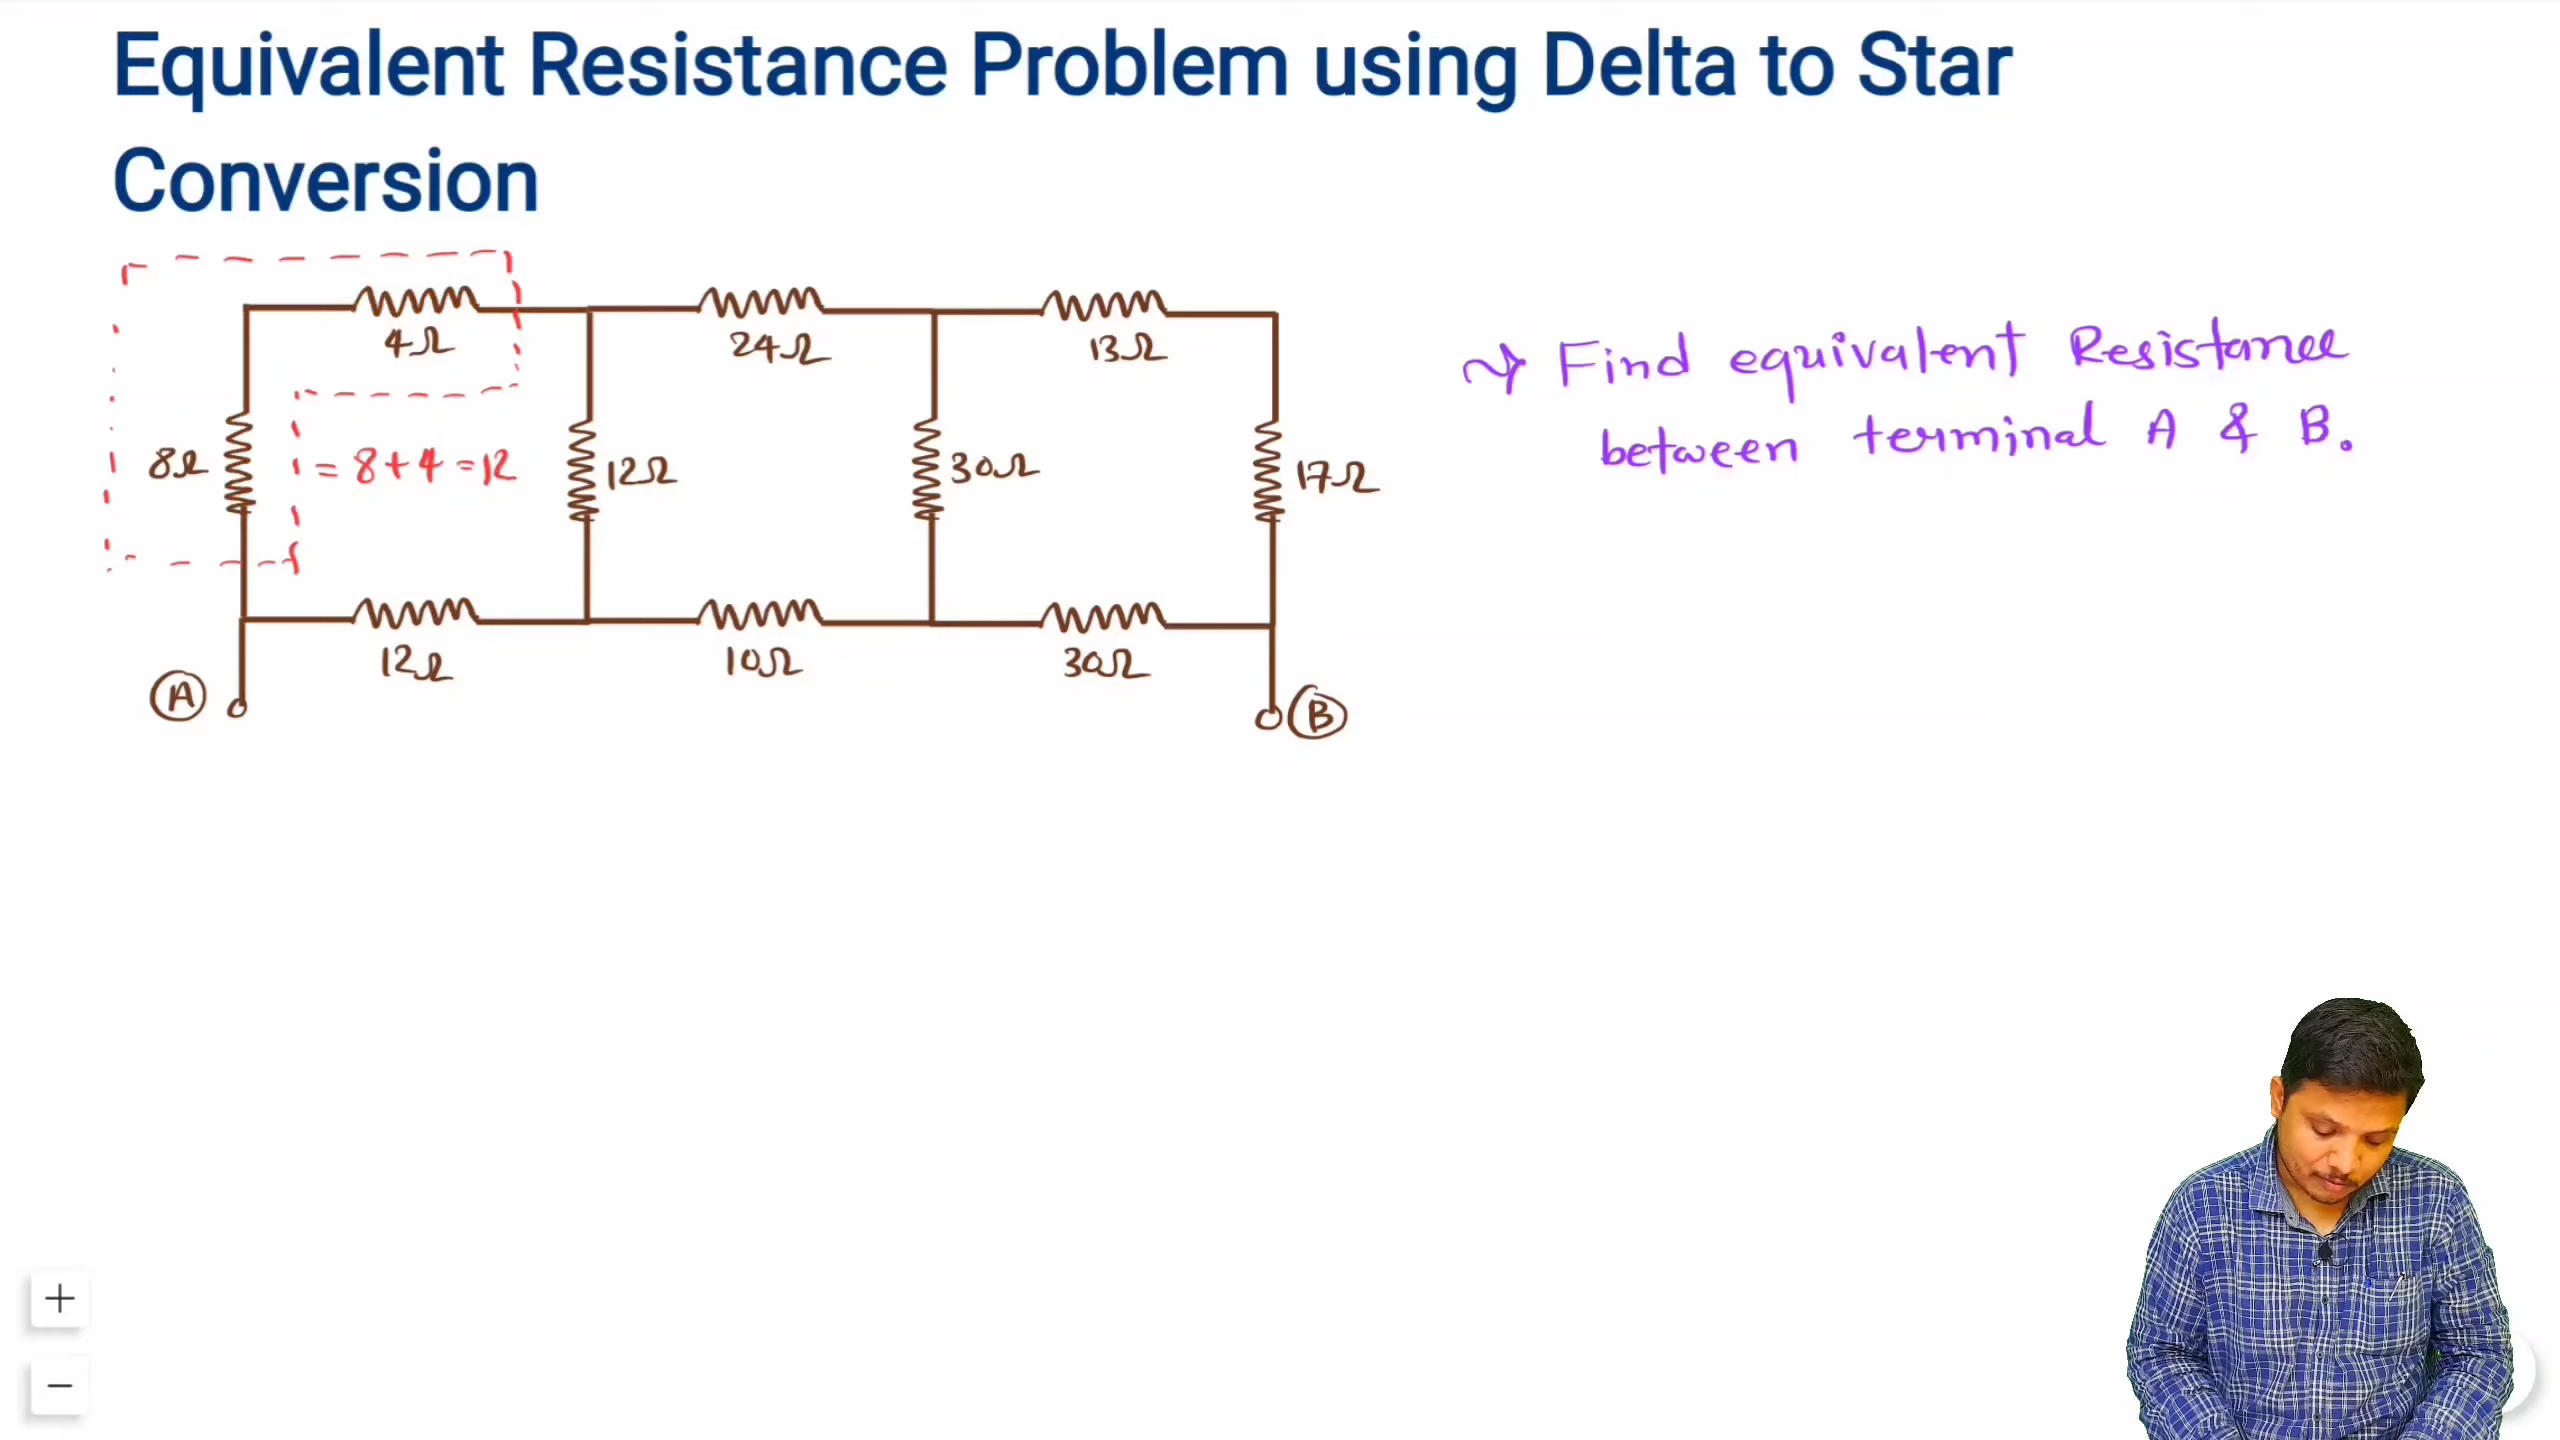 Equivalent Resistance Problem using Delta to Star
Conversion
4Ω
24Ω
13Ω
8Ω
= 8+4=12
12Ω
30Ω
17Ω
12Ω
10Ω
30Ω
A
B
Find equivalent Resistance
between terminal A & B.
+
−